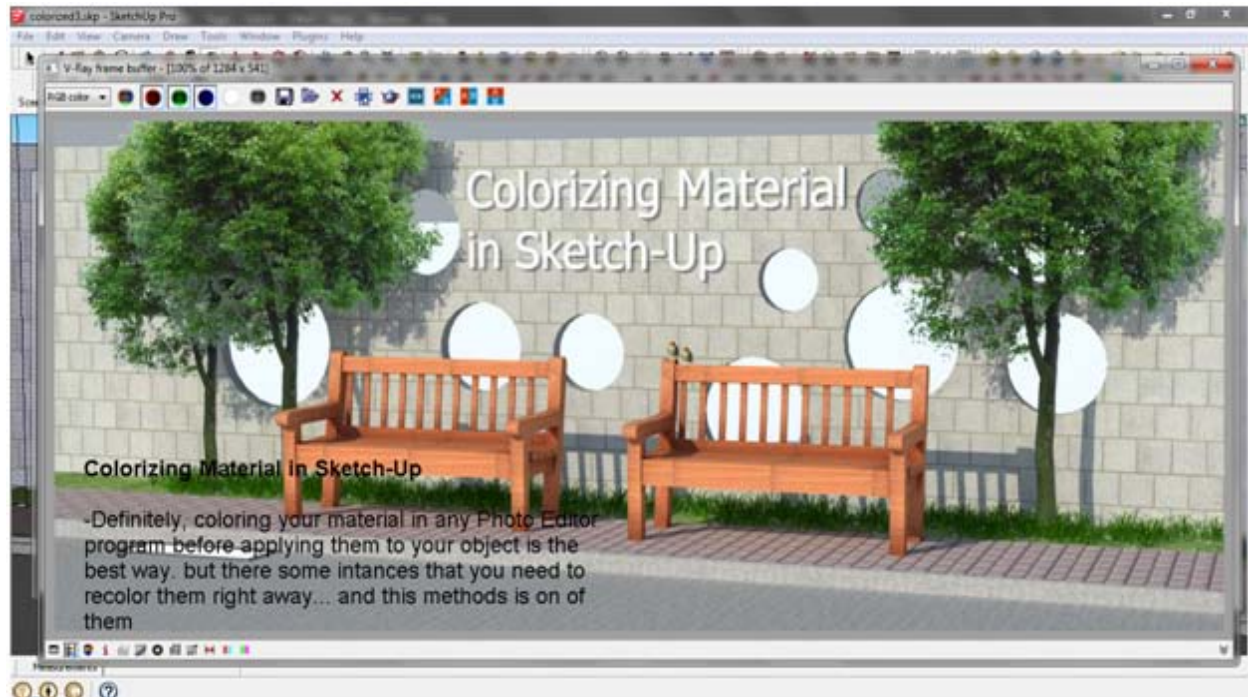 colorized3.skp - SketchUp Pro
File Edit View Camera Draw Tools Window Plugins Help
V-Ray frame buffer - [100% of 1284 x 541]
RGB color
Colorizing Material
in Sketch-Up
Colorizing Material in Sketch-Up
-Definitely, coloring your material in any Photo Editor
program before applying them to your object is the
best way. but there some intances that you need to
recolor them right away... and this methods is on of
them